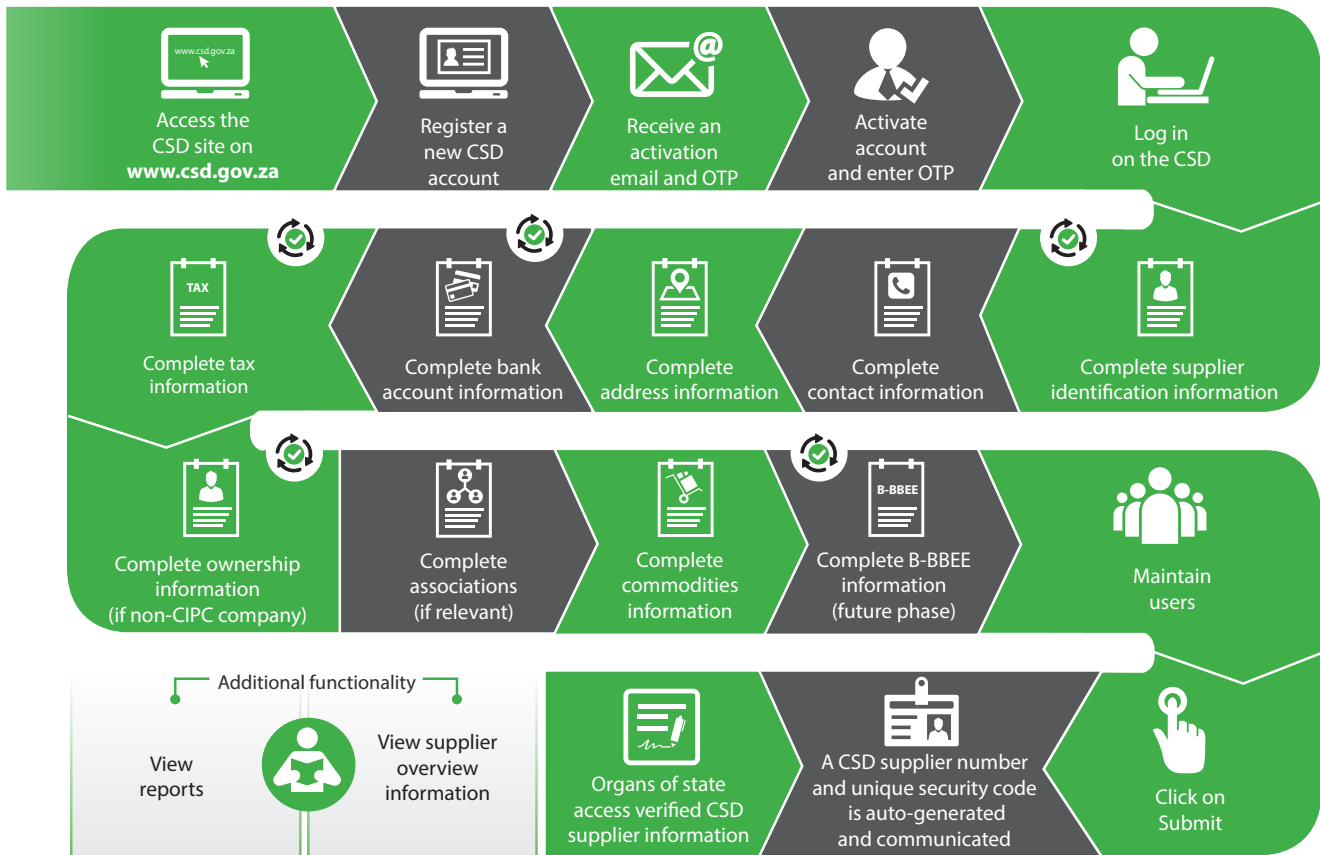 www.csd.gov.za
Access the
CSD site on
www.csd.gov.za
Register a
new CSD
account
Receive an
activation
email and OTP
Activate
account
and enter OTP
Log in
on the CSD
Complete supplier
identification information
Complete
contact information
Complete
address information
Complete bank
account information
TAX
Complete tax
information
Complete ownership
information
(if non-CIPC company)
Complete
associations
(if relevant)
Complete
commodities
information
B-BBEE
Complete B-BBEE
information
(future phase)
Maintain
users
Click on
Submit
A CSD supplier number
and unique security code
is auto-generated
and communicated
Organs of state
access verified CSD
supplier information
Additional functionality
View
reports
View supplier
overview
information